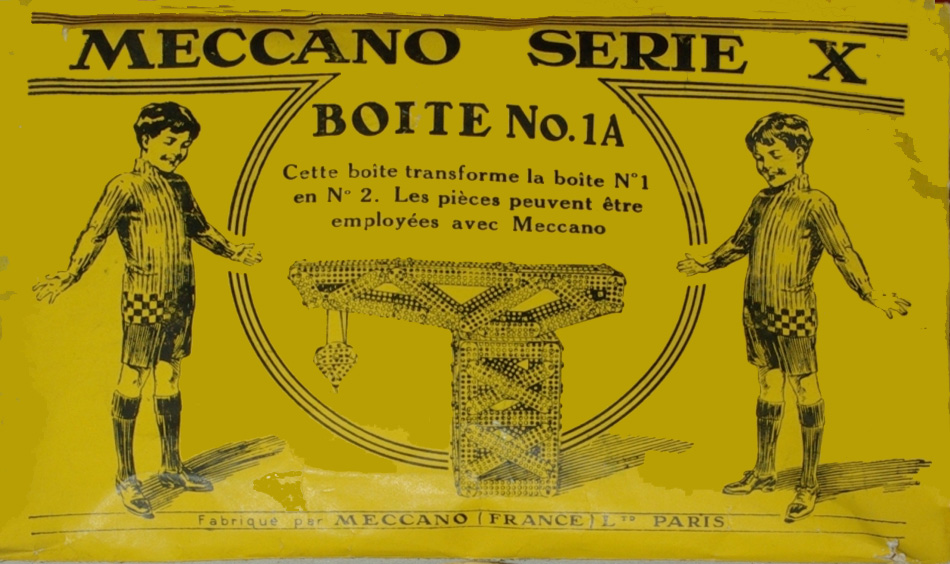 MECCANO SERIE X
BOITE No. 1A
Cette boite transforme la boîte N° 1
en N° 2. Les pièces peuvent être
employées avec Meccano
Fabriqué par MECCANO (FRANCE) LTD PARIS